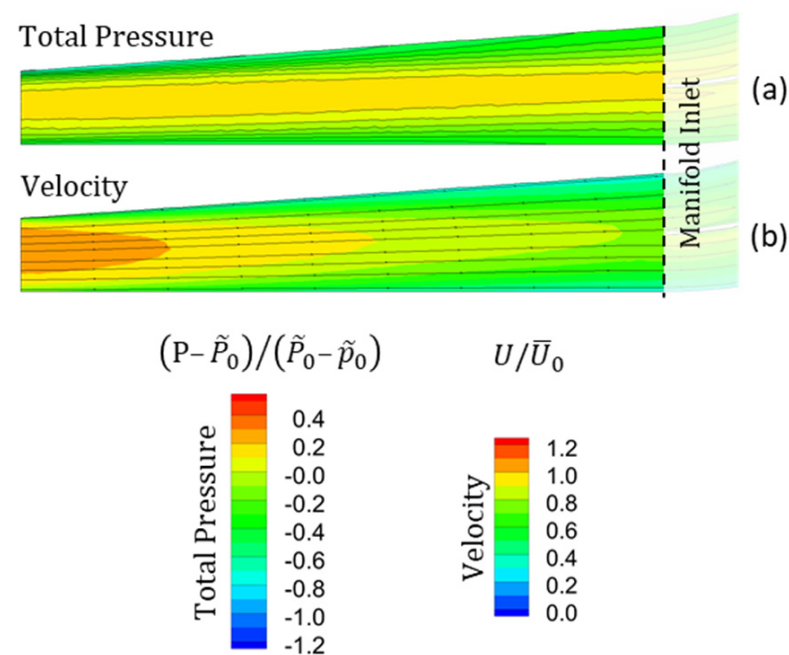 Total Pressure
(a)
Manifold Inlet
Velocity
(b)
(P−P̃₀)/(P̃₀−p̃₀)
U/U̅₀
Total Pressure
0.4
0.2
-0.0
-0.2
-0.4
-0.6
-0.8
-1.0
-1.2
Velocity
1.2
1.0
0.8
0.6
0.4
0.2
0.0